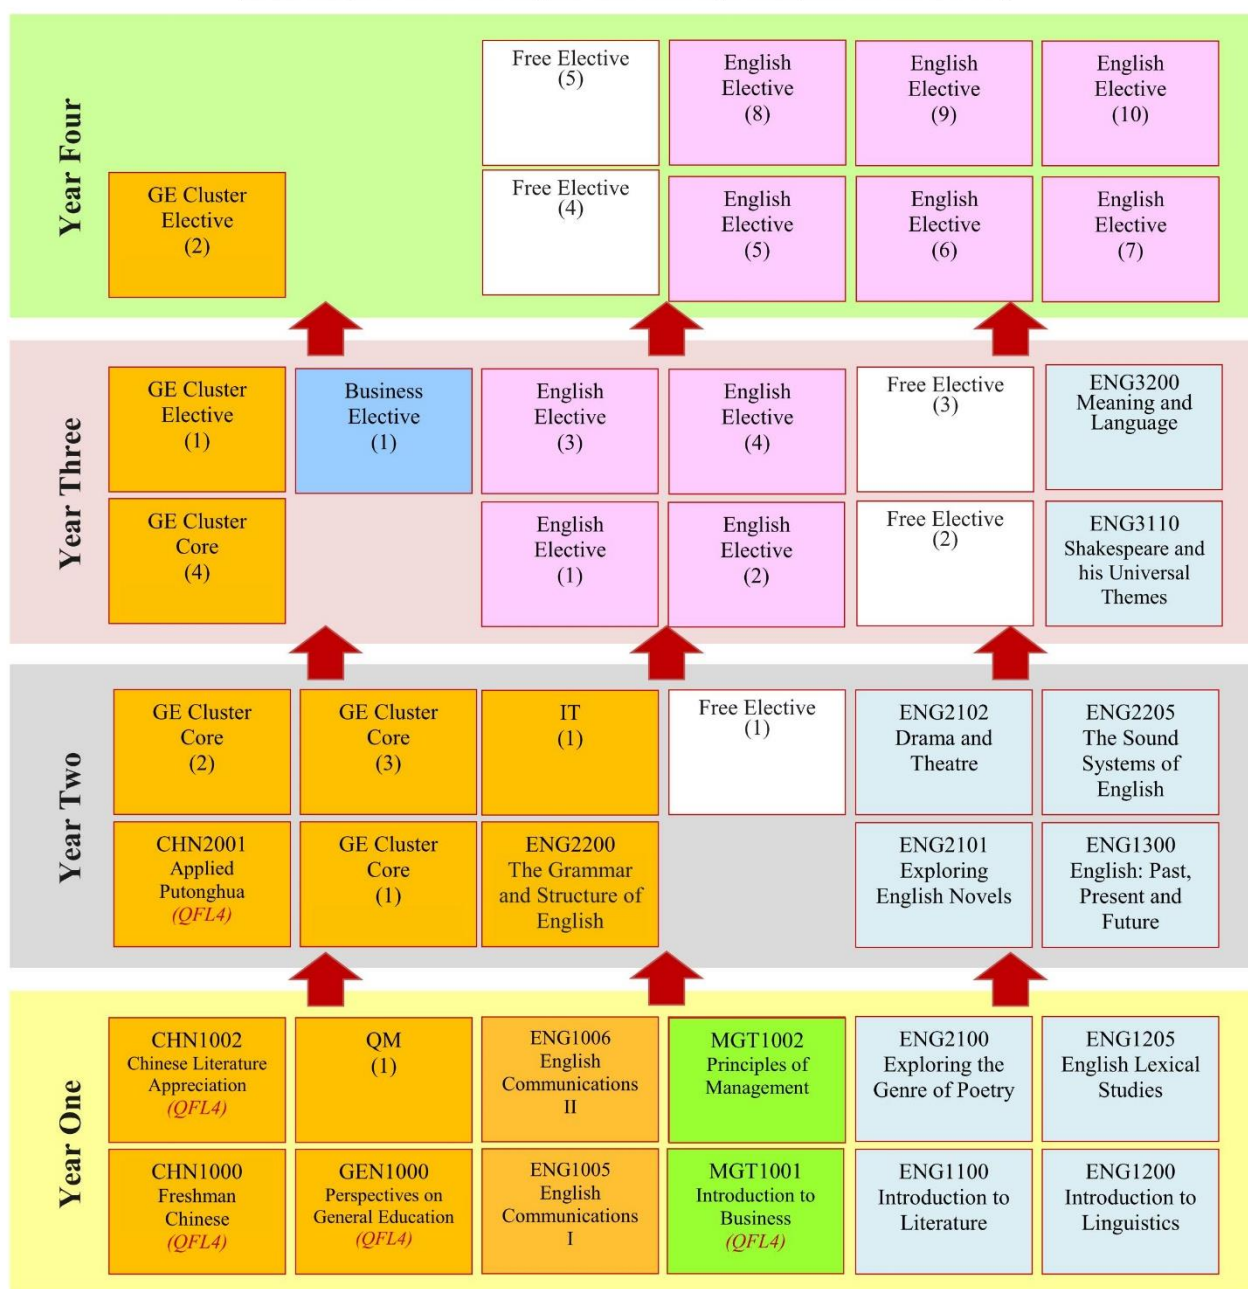 Year Four
Free Elective
(5)
English
Elective
(8)
English
Elective
(9)
English
Elective
(10)
GE Cluster
Elective
(2)
Free Elective
(4)
English
Elective
(5)
English
Elective
(6)
English
Elective
(7)
Year Three
GE Cluster
Elective
(1)
Business
Elective
(1)
English
Elective
(3)
English
Elective
(4)
Free Elective
(3)
ENG3200
Meaning and
Language
GE Cluster
Core
(4)
English
Elective
(1)
English
Elective
(2)
Free Elective
(2)
ENG3110
Shakespeare and
his Universal
Themes
Year Two
GE Cluster
Core
(2)
GE Cluster
Core
(3)
IT
(1)
Free Elective
(1)
ENG2102
Drama and
Theatre
ENG2205
The Sound
Systems of
English
CHN2001
Applied
Putonghua
(QFL4)
GE Cluster
Core
(1)
ENG2200
The Grammar
and Structure of
English
ENG2101
Exploring
English Novels
ENG1300
English: Past,
Present and
Future
Year One
CHN1002
Chinese Literature
Appreciation
(QFL4)
QM
(1)
ENG1006
English
Communications
II
MGT1002
Principles of
Management
ENG2100
Exploring the
Genre of Poetry
ENG1205
English Lexical
Studies
CHN1000
Freshman
Chinese
(QFL4)
GEN1000
Perspectives on
General Education
(QFL4)
ENG1005
English
Communications
I
MGT1001
Introduction to
Business
(QFL4)
ENG1100
Introduction to
Literature
ENG1200
Introduction to
Linguistics